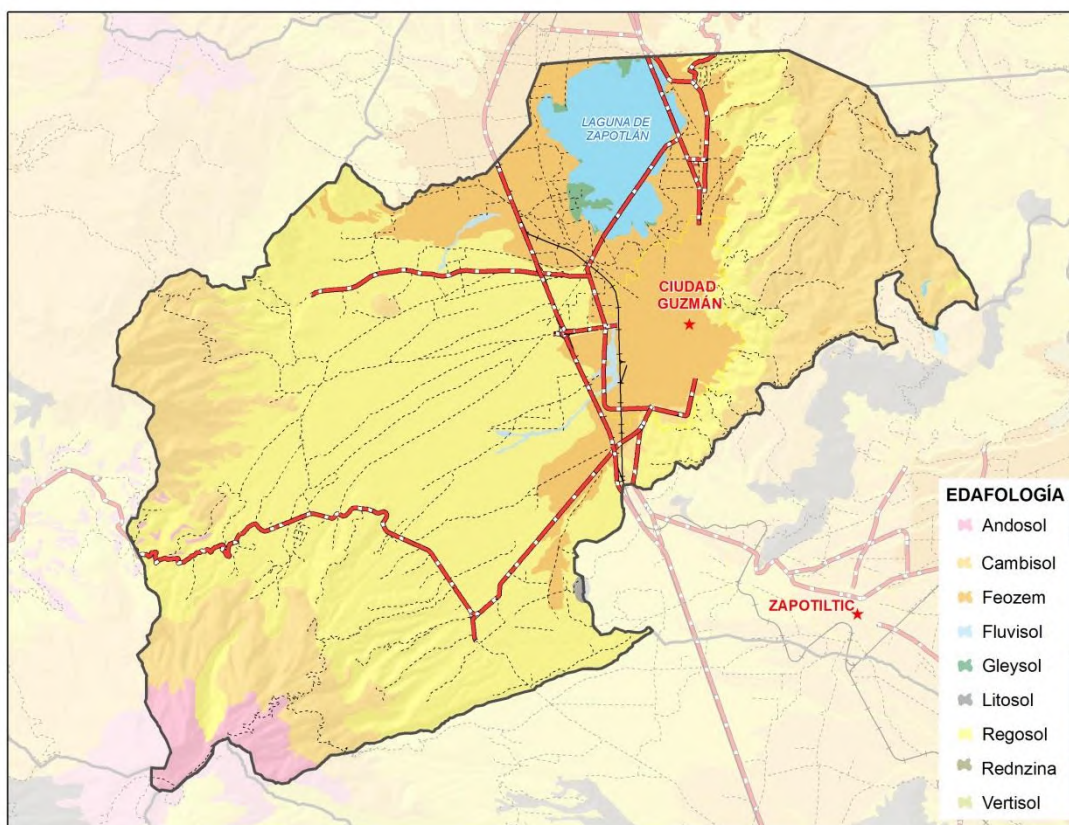 LAGUNA DE
ZAPOTLÁN
CIUDAD
GUZMÁN
ZAPOTILTIC
EDAFOLOGÍA
Andosol
Cambisol
Feozem
Fluvisol
Gleysol
Litosol
Regosol
Rednzina
Vertisol